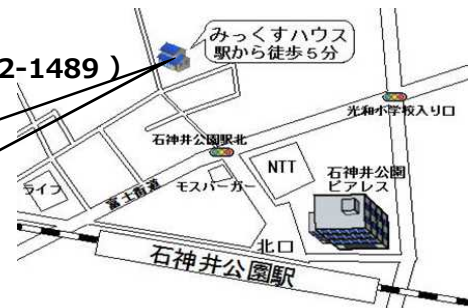 みっくすハウス
駅から徒歩５分
2-1489 )
光和小学校入り口
石神井公園駅北
NTT
石神井公園
ピアレス
ライフ
富士街道
モスバーガー
北口
石神井公園駅